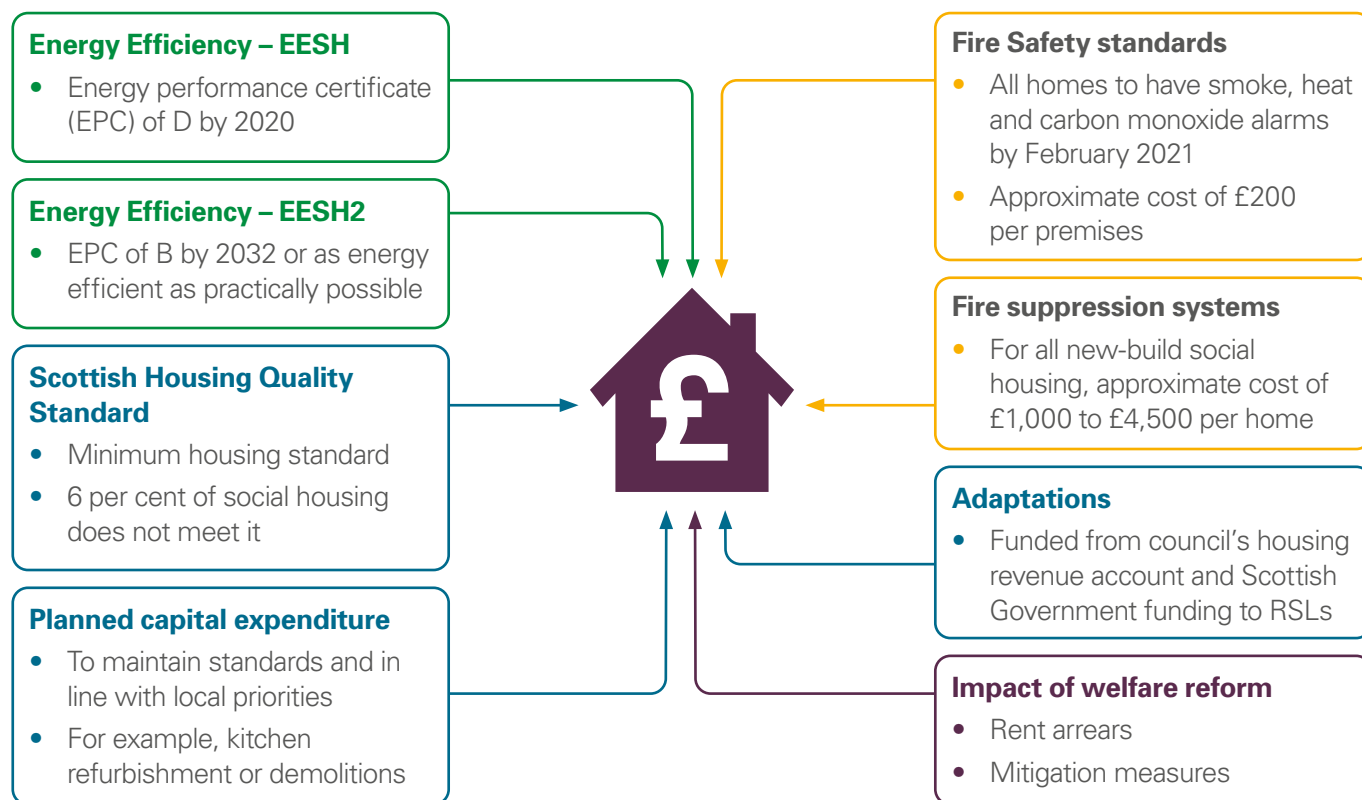 Energy Efficiency – EESH
• Energy performance certificate
(EPC) of D by 2020
Energy Efficiency – EESH2
• EPC of B by 2032 or as energy
efficient as practically possible
Scottish Housing Quality
Standard
• Minimum housing standard
• 6 per cent of social housing
does not meet it
Planned capital expenditure
• To maintain standards and in
line with local priorities
• For example, kitchen
refurbishment or demolitions
£
Fire Safety standards
• All homes to have smoke, heat
and carbon monoxide alarms
by February 2021
• Approximate cost of £200
per premises
Fire suppression systems
• For all new-build social
housing, approximate cost of
£1,000 to £4,500 per home
Adaptations
• Funded from council’s housing
revenue account and Scottish
Government funding to RSLs
Impact of welfare reform
• Rent arrears
• Mitigation measures